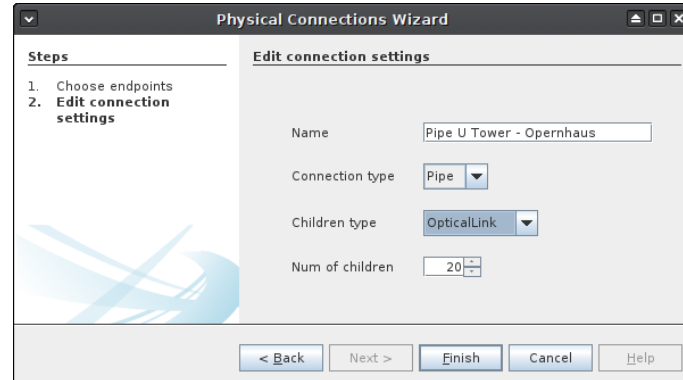 Physical Connections Wizard
Steps
1. Choose endpoints
2. Edit connection
settings
Edit connection settings
Name
Pipe U Tower - Opernhaus
Connection type
Pipe
Children type
OpticalLink
Num of children
20
< Back
Next >
Finish
Cancel
Help